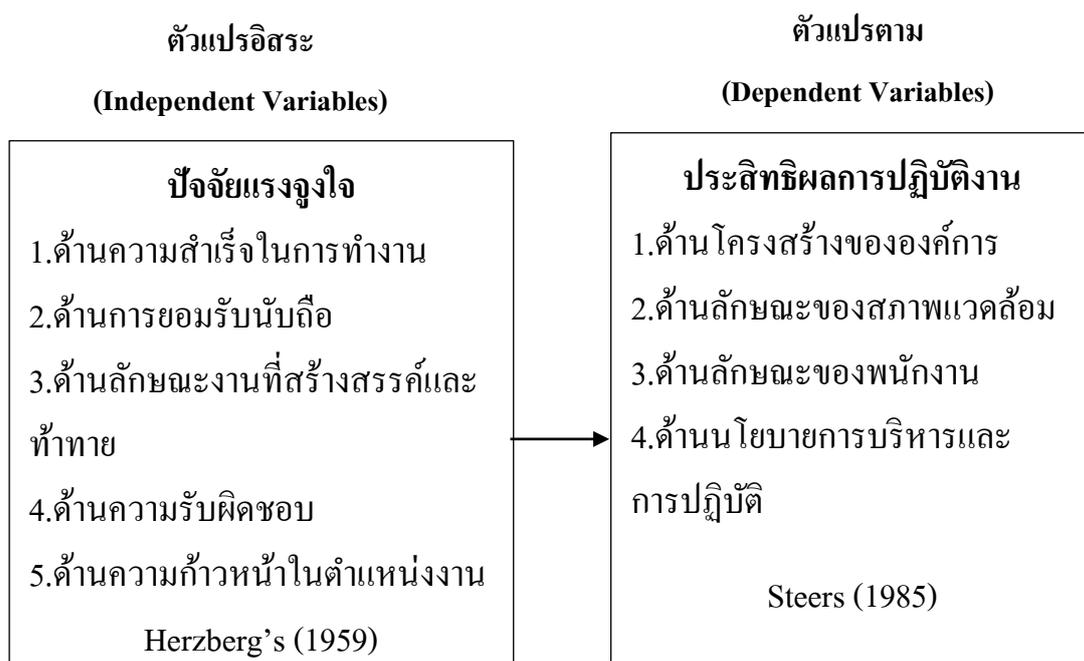 ตัวแปรอิสระ
(Independent Variables)
ปัจจัยแรงจูงใจ
1.ด้านความสำเร็จในการทำงาน
2.ด้านการยอมรับนับถือ
3.ด้านลักษณะงานที่สร้างสรรค์และ
ท้าทาย
4.ด้านความรับผิดชอบ
5.ด้านความก้าวหน้าในตำแหน่งงาน
Herzberg’s (1959)
ตัวแปรตาม
(Dependent Variables)
ประสิทธิผลการปฏิบัติงาน
1.ด้านโครงสร้างขององค์การ
2.ด้านลักษณะของสภาพแวดล้อม
3.ด้านลักษณะของพนักงาน
4.ด้านนโยบายการบริหารและ
การปฏิบัติ
Steers (1985)